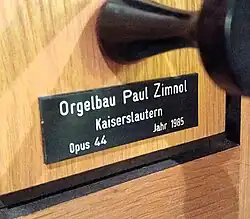 Orgelbau Paul Zimnol
Kaiserslautern
Opus 44 Jahr 1985